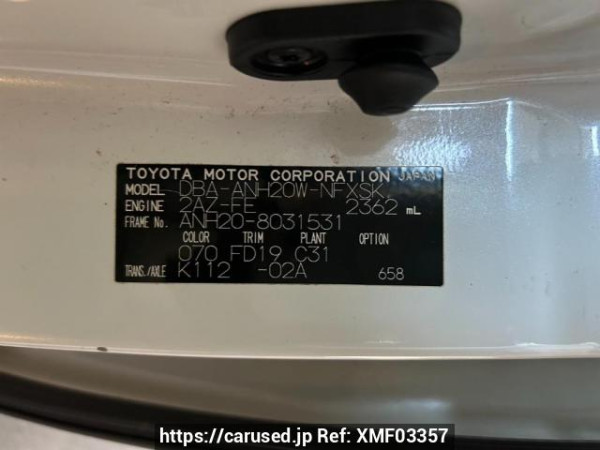 TOYOTA MOTOR CORPORATION JAPAN
MODEL DBA-ANH20W-NFXSK
ENGINE 2AZ-FE 2362 mL
FRAME No. ANH20-8031531
COLOR TRIM PLANT OPTION
070 FD19 C31
TRANS./AXLE K112 -02A 658
https://carused.jp Ref: XMF03357